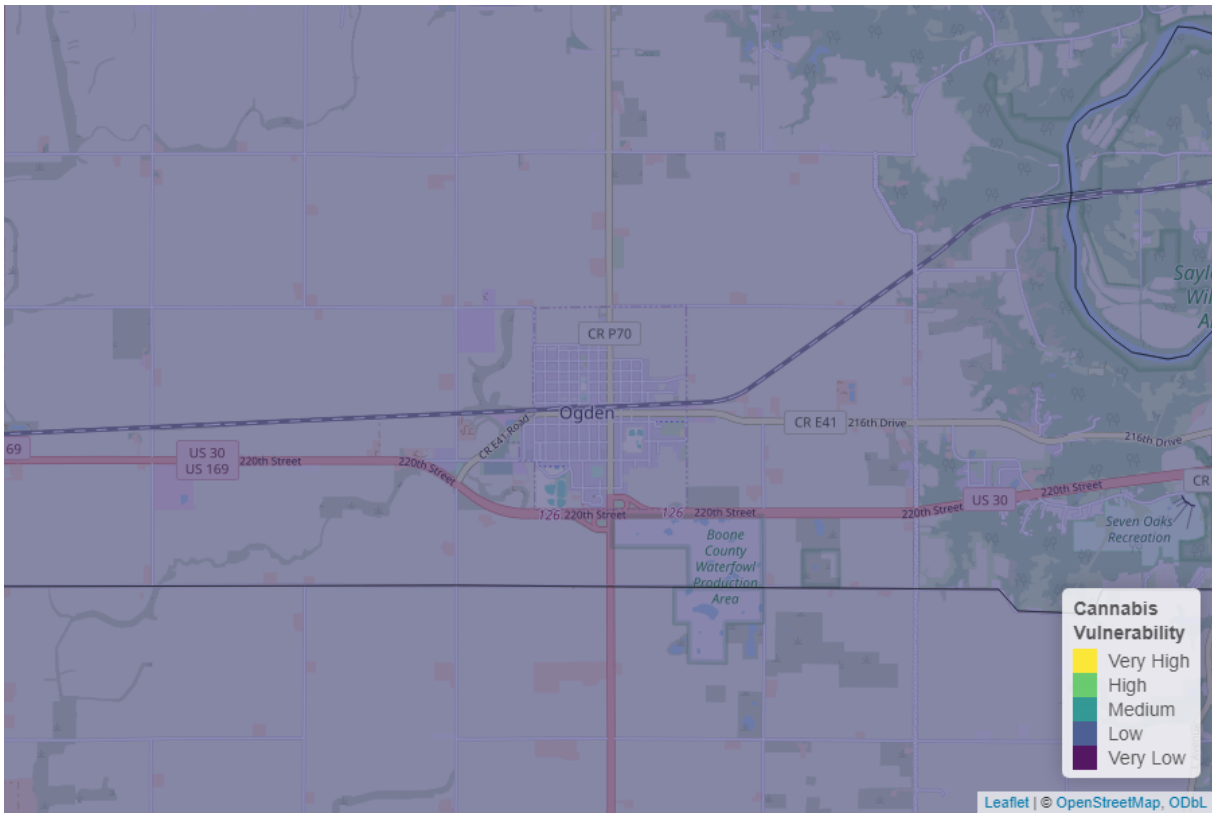 CR P70
Ogden
CR E41 Road
CR E41
216th Drive
216th Drive
69
US 30
US 169
220th Street
220th Street
126
220th Street
126
220th Street
220th Street
US 30
220th Street
CR
Sayl
Wil
A
Seven Oaks
Recreation
Boone
County
Waterfowl
Production
Area
Cannabis
Vulnerability
Very High
High
Medium
Low
Very Low
Leaflet | © OpenStreetMap, ODbL